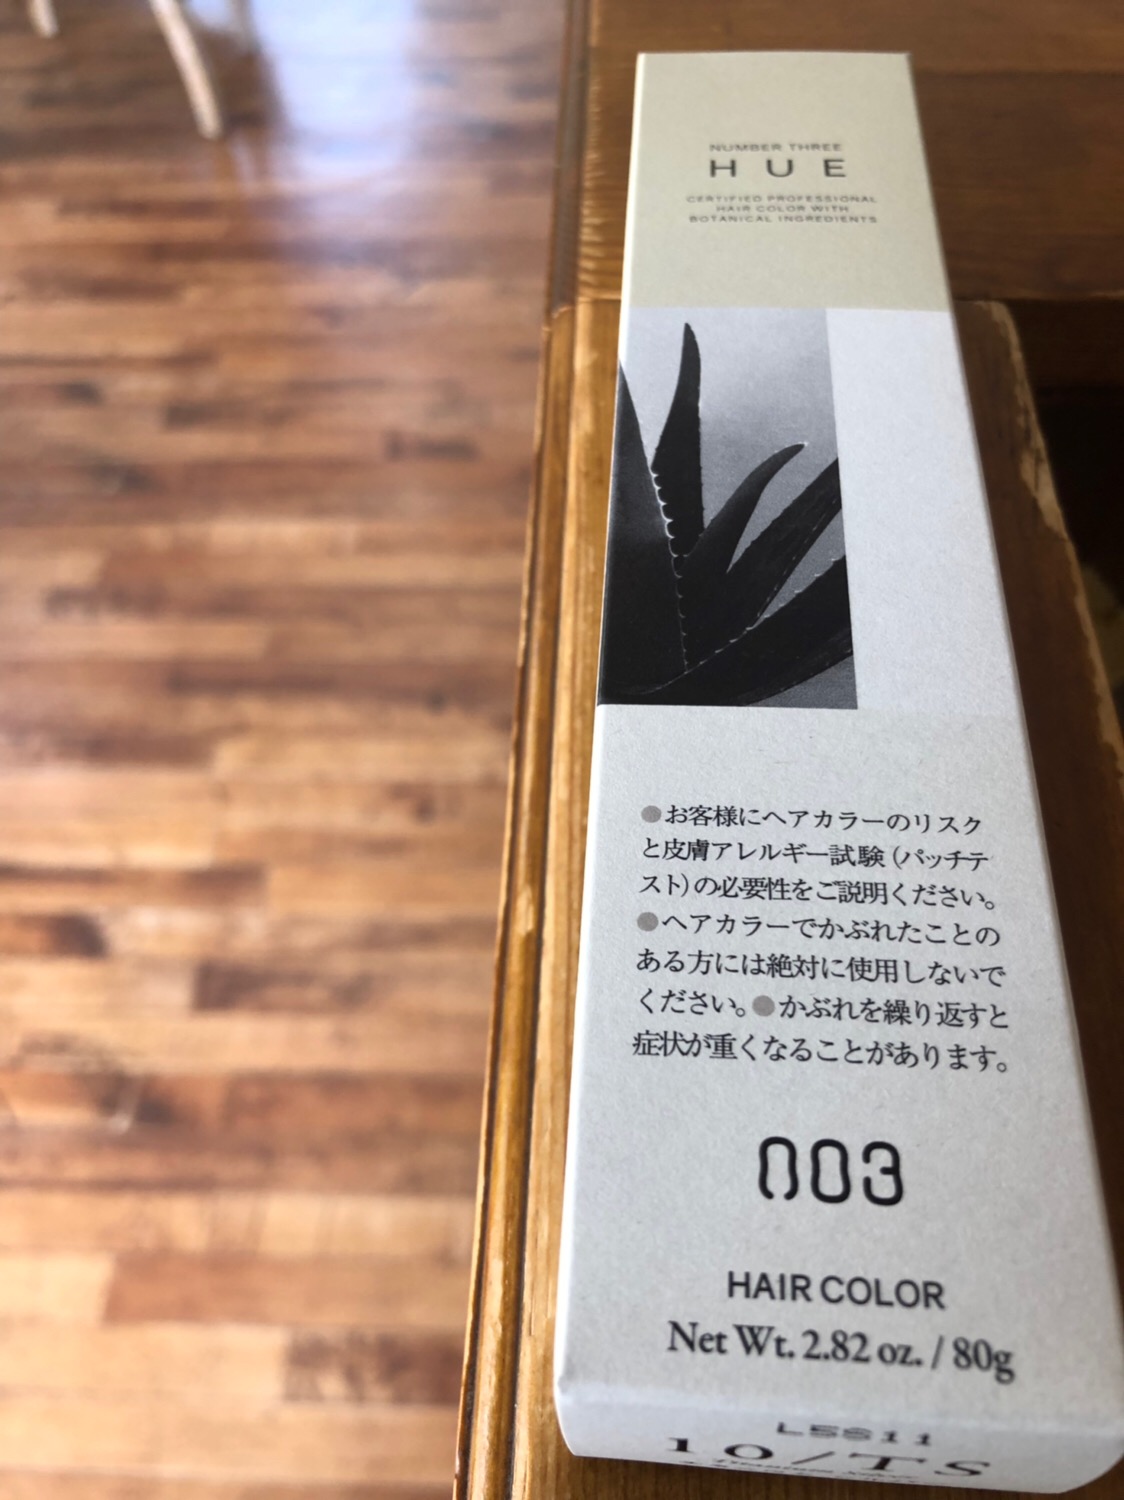 NUMBER THREE
HUE
CERTIFIED PROFESSIONAL
HAIR COLOR WITH
BOTANICAL INGREDIENTS
●お客様にヘアカラーのリスク
と皮膚アレルギー試験（パッチテ
スト）の必要性をご説明ください。
●ヘアカラーでかぶれたことの
ある方には絶対に使用しないで
ください。●かぶれを繰り返すと
症状が重くなることがあります。
003
HAIR COLOR
Net Wt. 2.82 oz. / 80g
LESS11
10/TS